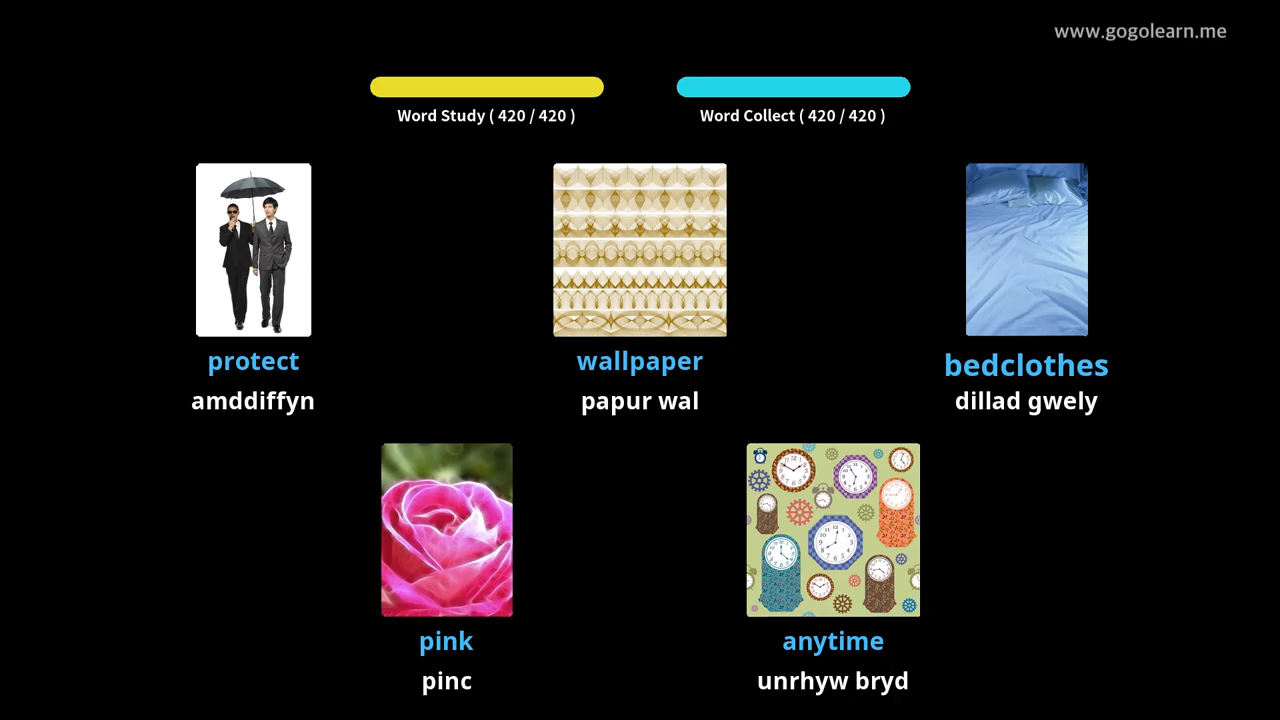 www.gogolearn.me
Word Study ( 420 / 420 )
Word Collect ( 420 / 420 )
protect
amddiffyn
wallpaper
papur wal
bedclothes
dillad gwely
pink
pinc
anytime
unrhyw bryd